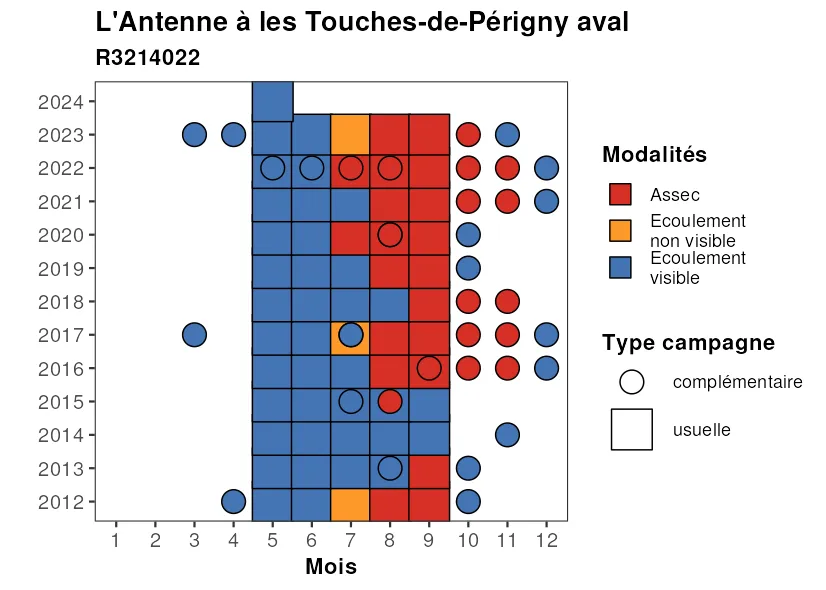 L'Antenne à les Touches-de-Périgny aval
R3214022
2024
2023
2022
2021
2020
2019
2018
2017
2016
2015
2014
2013
2012
1 2 3 4 5 6 7 8 9 10 11 12
Mois
Modalités
Assec
Ecoulement
non visible
Ecoulement
visible
Type campagne
complémentaire
usuelle